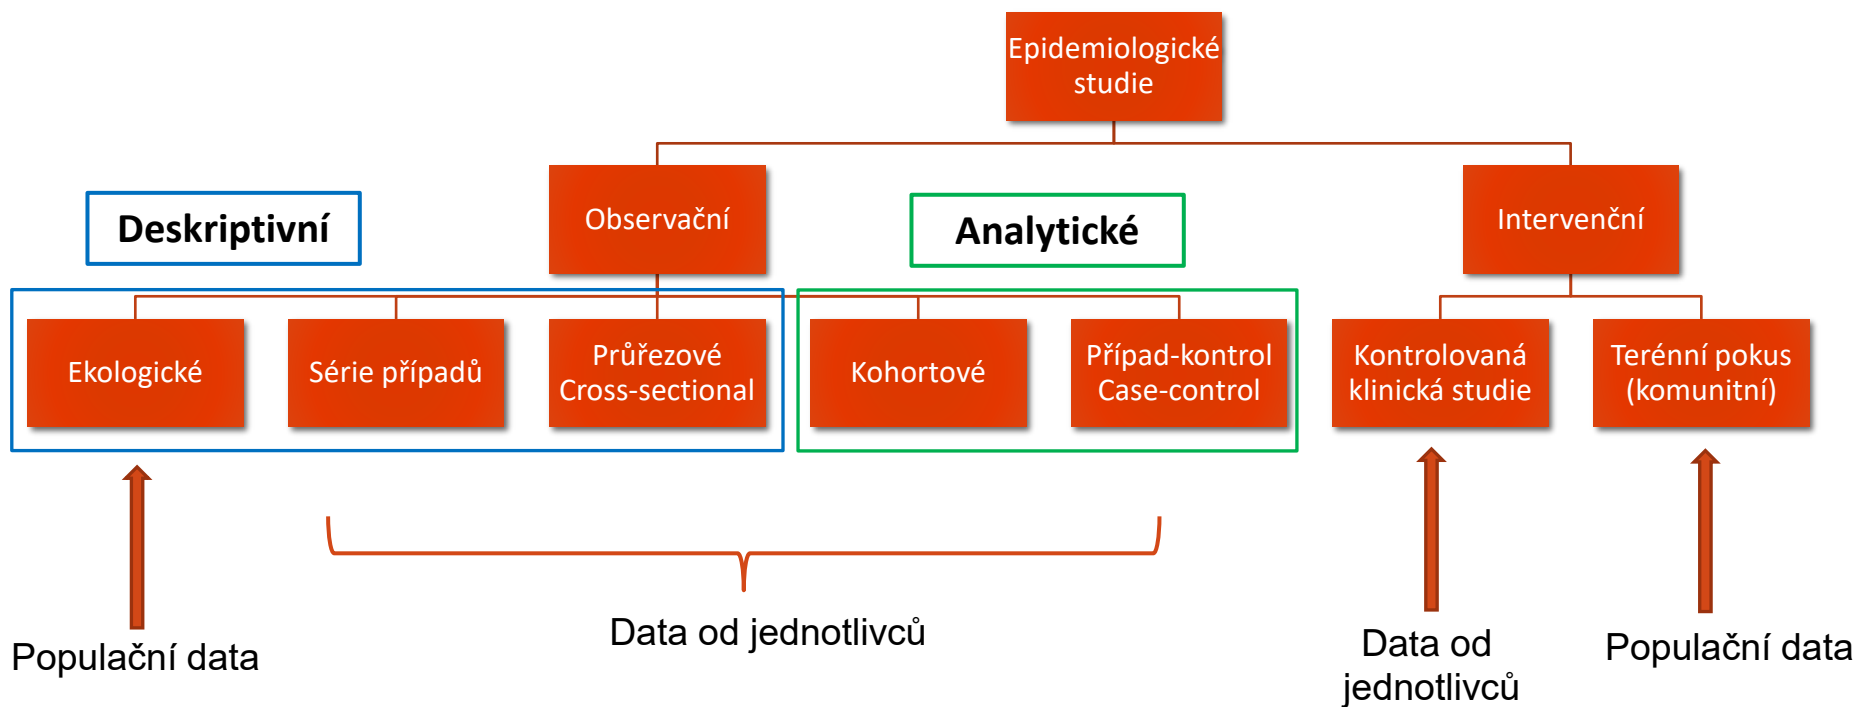 Epidemiologické
studie
Observační
Intervenční
Deskriptivní
Analytické
Ekologické
Série případů
Průřezové
Cross-sectional
Kohortové
Případ-kontrol
Case-control
Kontrolovaná
klinická studie
Terénní pokus
(komunitní)
Populační data
Data od jednotlivců
Data od
jednotlivců
Populační data